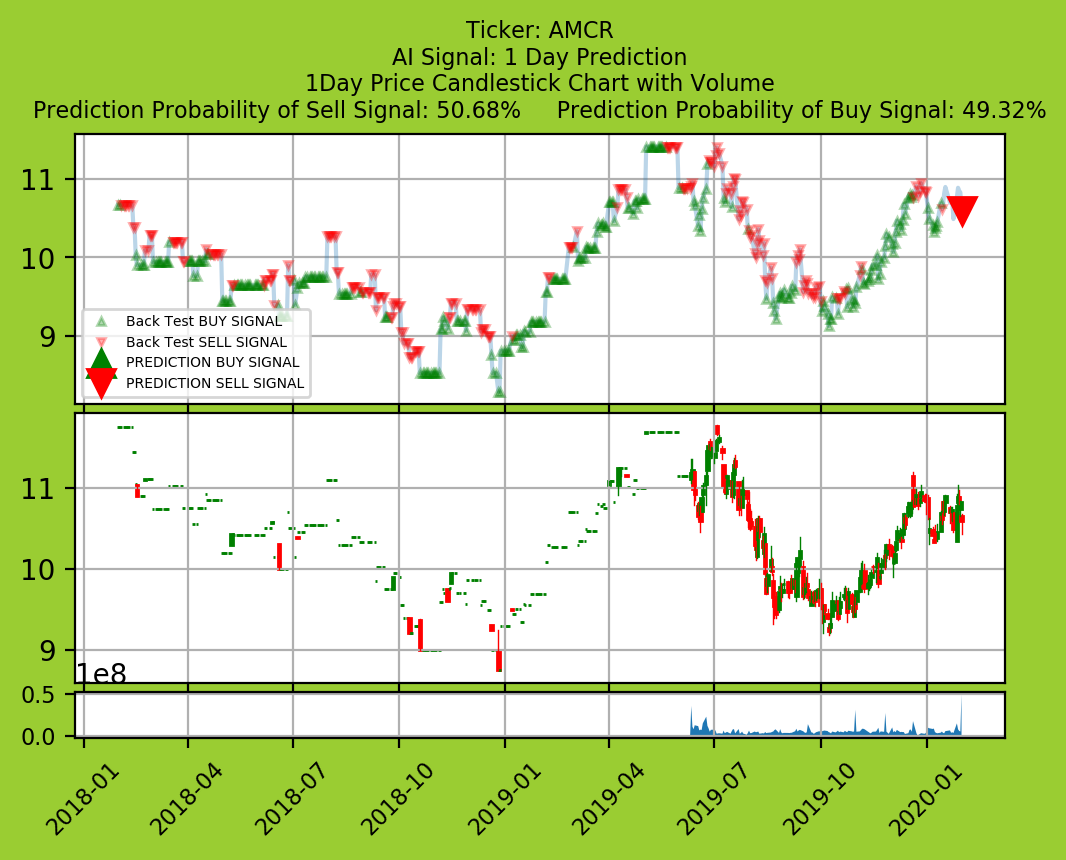 Ticker: AMCR
AI Signal: 1 Day Prediction
1Day Price Candlestick Chart with Volume
Prediction Probability of Sell Signal: 50.68% Prediction Probability of Buy Signal: 49.32%
11
10
9
Back Test BUY SIGNAL
Back Test SELL SIGNAL
PREDICTION BUY SIGNAL
PREDICTION SELL SIGNAL
11
10
9
1e8
0.5
0.0
2018-01 2018-04 2018-07 2018-10 2019-01 2019-04 2019-07 2019-10 2020-01